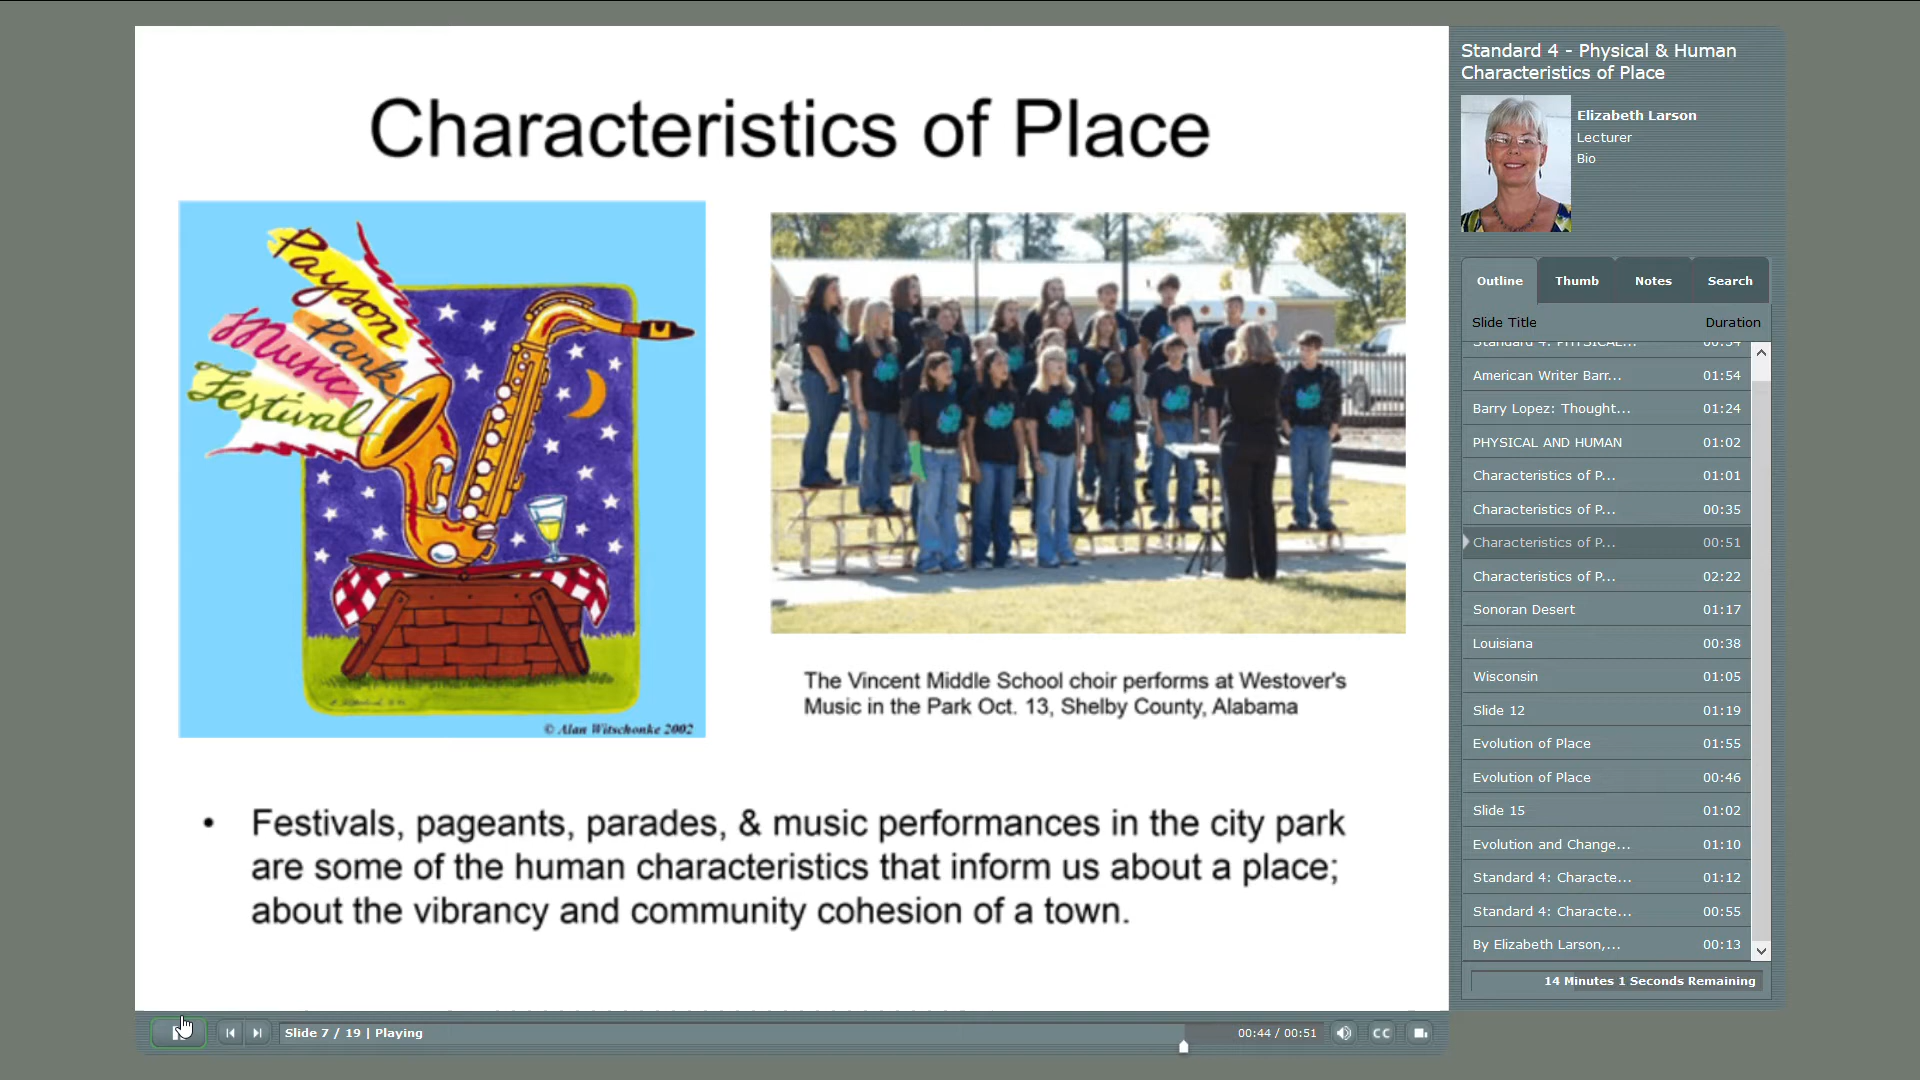 Characteristics of Place
Payson
Park
Music
Festival
© Alan Witschonke 2002
The Vincent Middle School choir performs at Westover's
Music in the Park Oct. 13, Shelby County, Alabama
• Festivals, pageants, parades, & music performances in the city park
are some of the human characteristics that inform us about a place;
about the vibrancy and community cohesion of a town.
Slide 7 / 19 | Playing
00:44 / 00:51
CC
Standard 4 - Physical & Human
Characteristics of Place
Elizabeth Larson
Lecturer
Bio
Outline Thumb Notes Search
Slide Title Duration
Standard 4: PHYSICAL... 00:34
American Writer Barr... 01:54
Barry Lopez: Thought... 01:24
PHYSICAL AND HUMAN 01:02
Characteristics of P... 01:01
Characteristics of P... 00:35
Characteristics of P... 00:51
Characteristics of P... 02:22
Sonoran Desert 01:17
Louisiana 00:38
Wisconsin 01:05
Slide 12 01:19
Evolution of Place 01:55
Evolution of Place 00:46
Slide 15 01:02
Evolution and Change... 01:10
Standard 4: Characte... 01:12
Standard 4: Characte... 00:55
By Elizabeth Larson,... 00:13
14 Minutes 1 Seconds Remaining